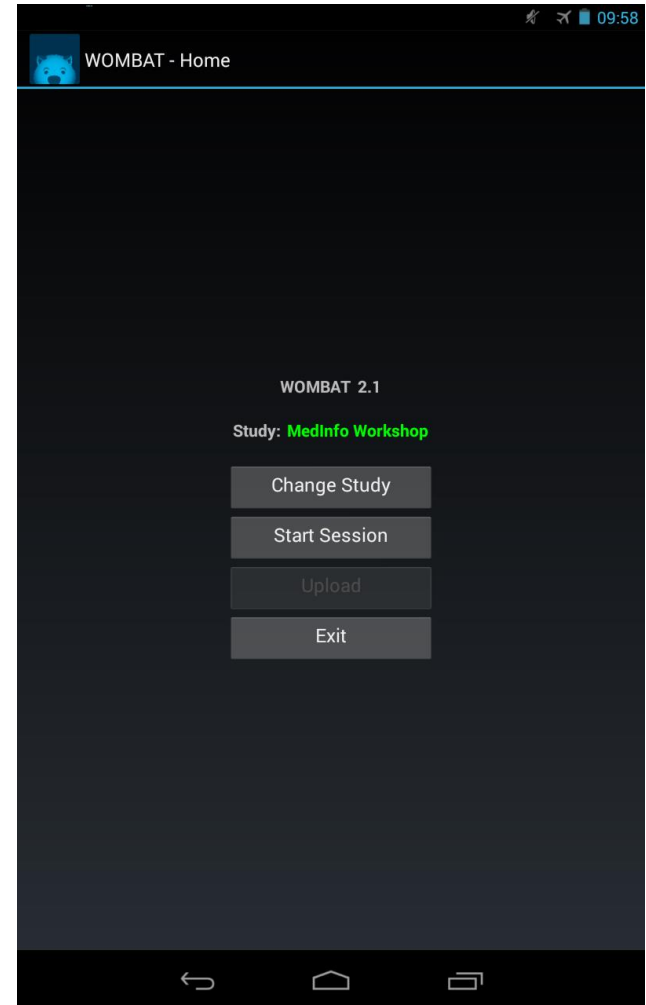 09:58
WOMBAT - Home
WOMBAT 2.1
Study: MedInfo Workshop
Change Study
Start Session
Upload
Exit